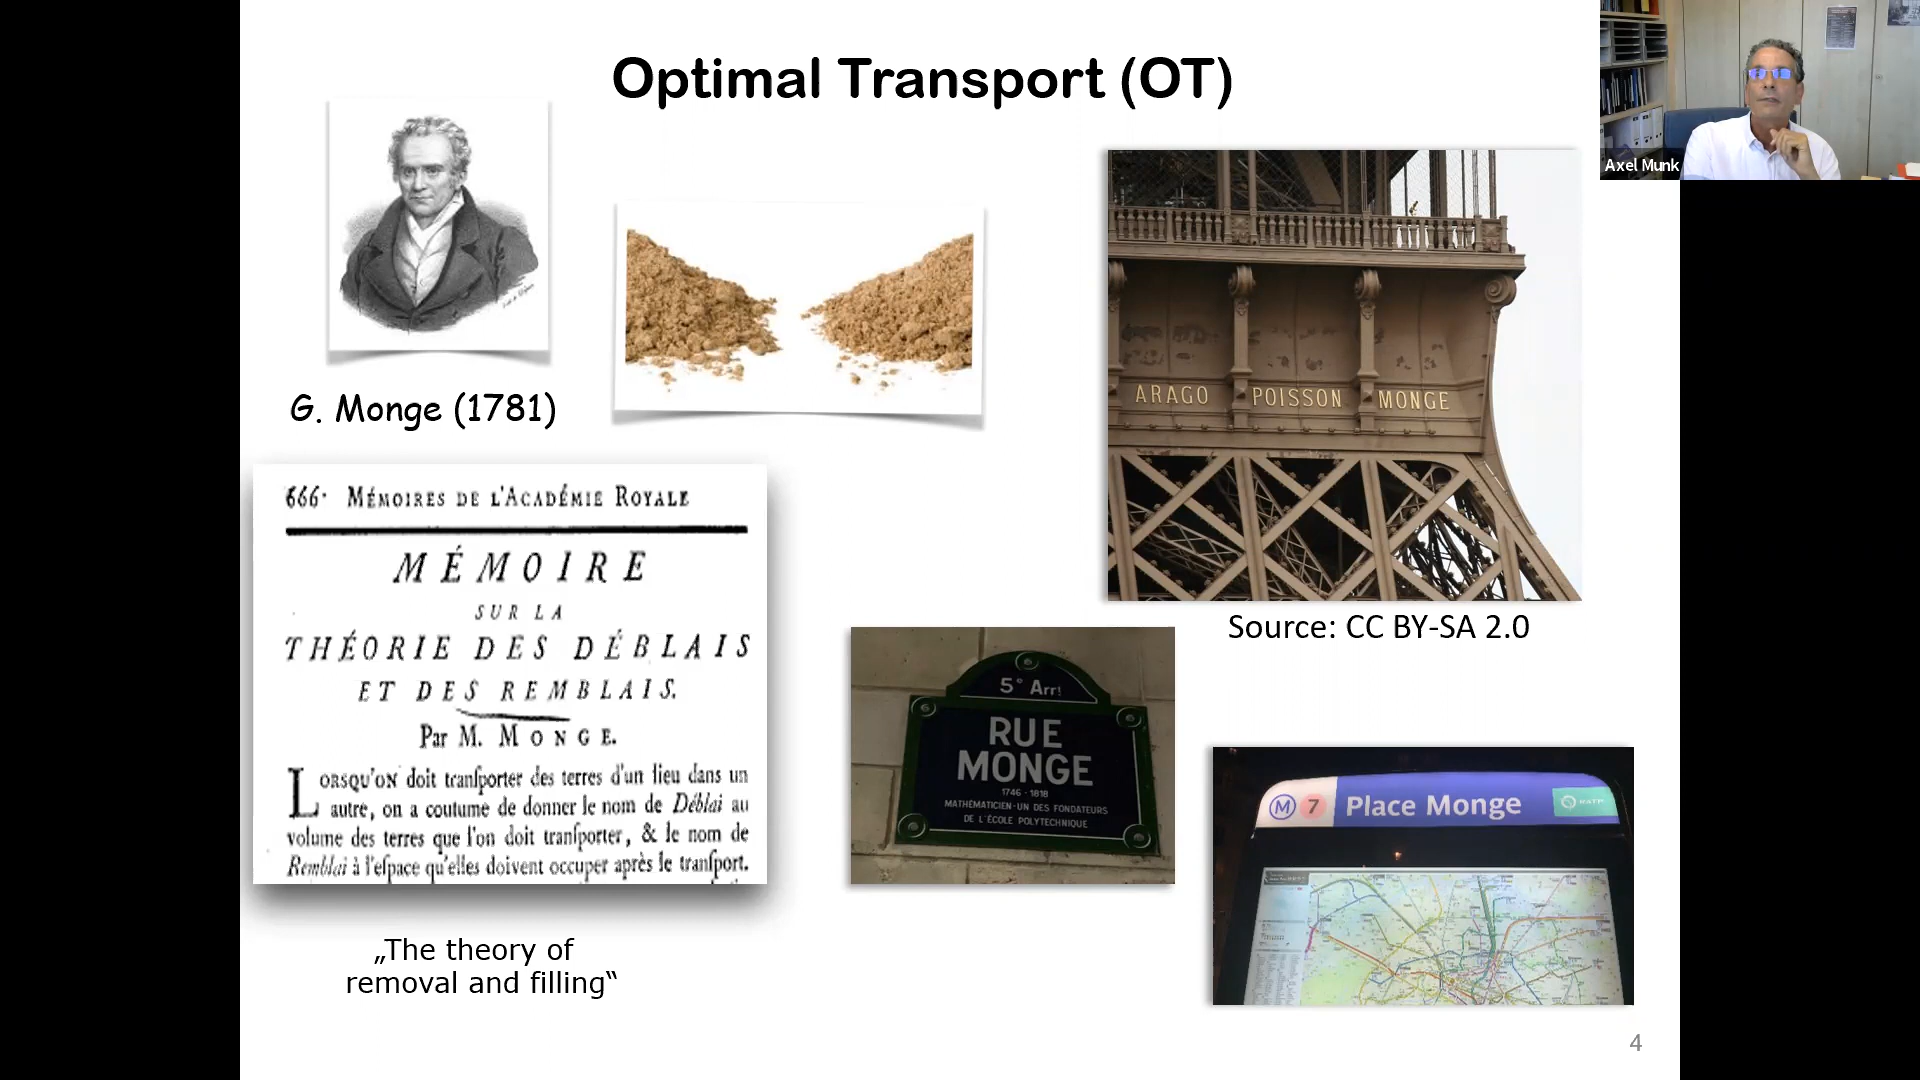 Optimal Transport (OT)
Axel Munk
G. Monge (1781)
ARAGO POISSON MONGE
Source: CC BY-SA 2.0
666. MÉMOIRES DE L'ACADÉMIE ROYALE
MÉMOIRE
SUR LA
THÉORIE DES DÉBLAIS
ET DES REMBLAIS.
Par M. MONGE.
LORSQU'ON doit tranſporter des terres d'un lieu dans un
autre, on a coutume de donner le nom de Déblai au
volume des terres que l'on doit tranſporter, & le nom de
Remblai à l'eſpace qu'elles doivent occuper après le tranſport.
„The theory of
removal and filling“
5e Arrt
RUE
MONGE
1746 - 1818
MATHÉMATICIEN-UN DES FONDATEURS
DE L'ÉCOLE POLYTECHNIQUE
M 7 Place Monge RATP
4